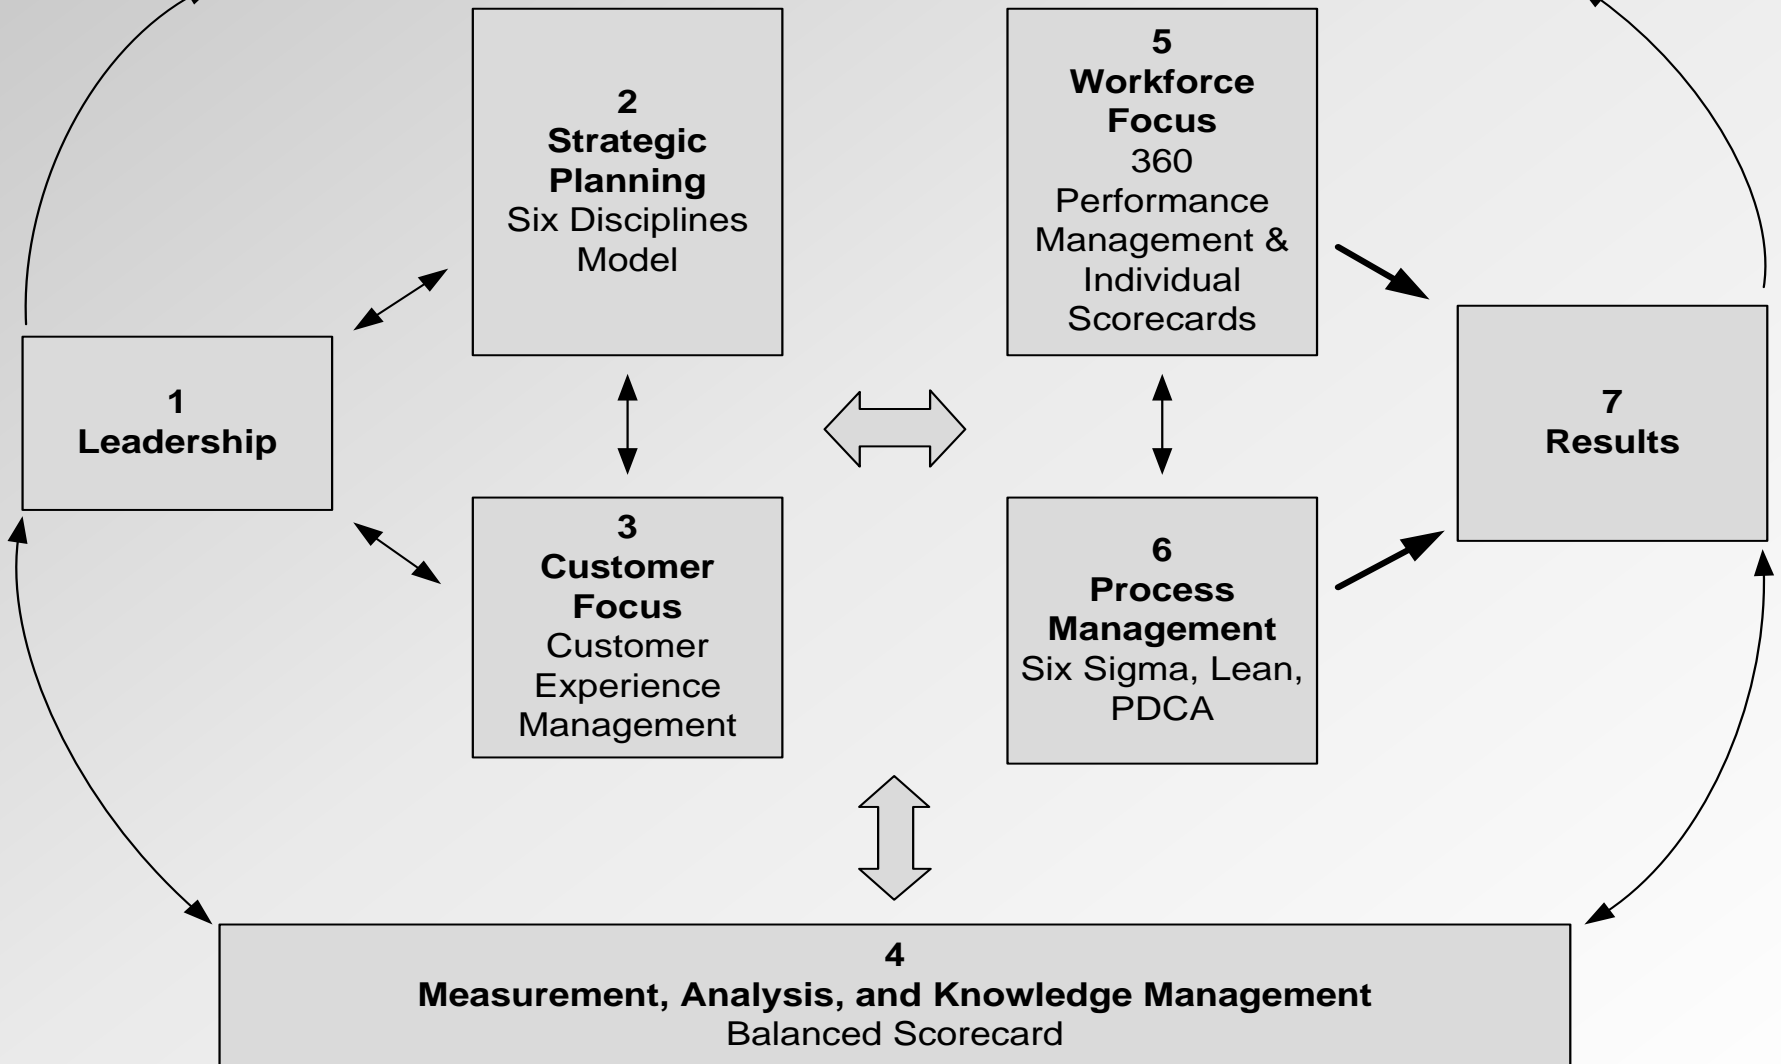 1
Leadership
2
Strategic
Planning
Six Disciplines
Model
3
Customer
Focus
Customer
Experience
Management
4
Measurement, Analysis, and Knowledge Management
Balanced Scorecard
5
Workforce
Focus
360
Performance
Management &
Individual
Scorecards
6
Process
Management
Six Sigma, Lean,
PDCA
7
Results